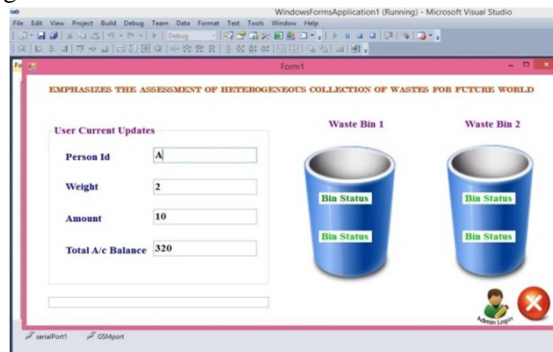 WindowsFormsApplication1 (Running) - Microsoft Visual Studio
File Edit View Project Build Debug Team Data Format Test Tools Window Help
Debug
Form1
EMPHASIZES THE ASSESSMENT OF HETEROGENEOUS COLLECTION OF WASTES FOR FUTURE WORLD
User Current Updates
Person Id A
Weight 2
Amount 10
Total A/c Balance 320
Waste Bin 1
Bin Status
Bin Status
Waste Bin 2
Bin Status
Bin Status
Admin Login
serialPort1 GSMport